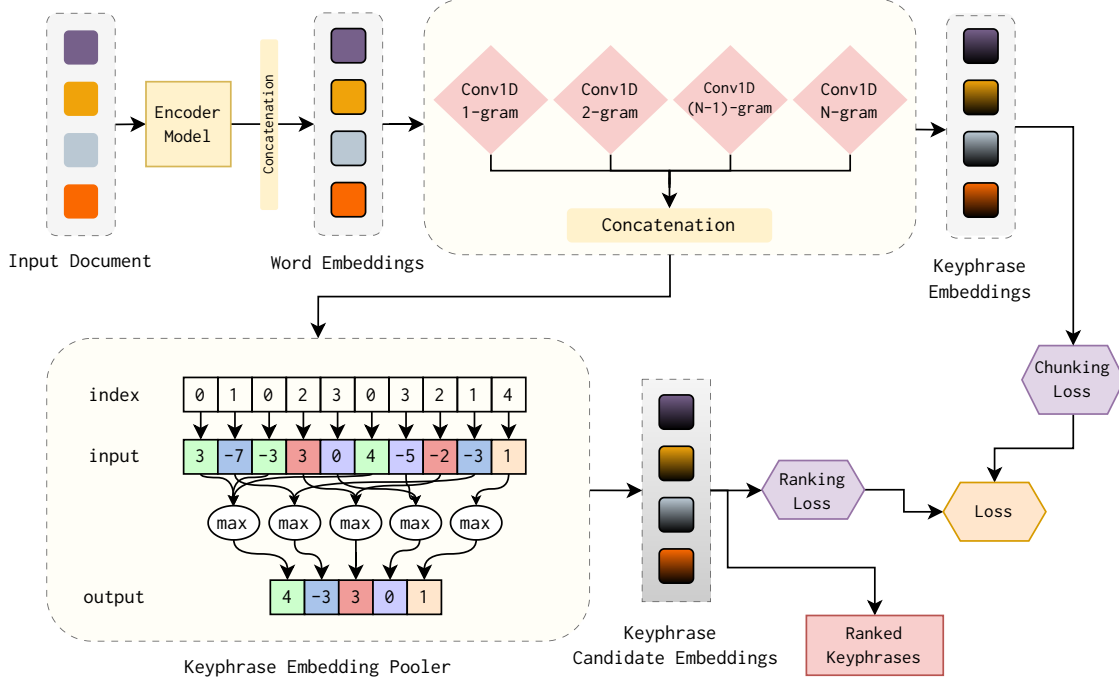 Input Document
Encoder
Model
Concatenation
Word Embeddings
Conv1D
1-gram
Conv1D
2-gram
Conv1D
(N-1)-gram
Conv1D
N-gram
Concatenation
Keyphrase
Embeddings
index
0 1 0 2 3 0 3 2 1 4
input
3 -7 -3 3 0 4 -5 -2 -3 1
max max max max max
output
4 -3 3 0 1
Keyphrase Embedding Pooler
Keyphrase
Candidate Embeddings
Ranking
Loss
Chunking
Loss
Loss
Ranked
Keyphrases